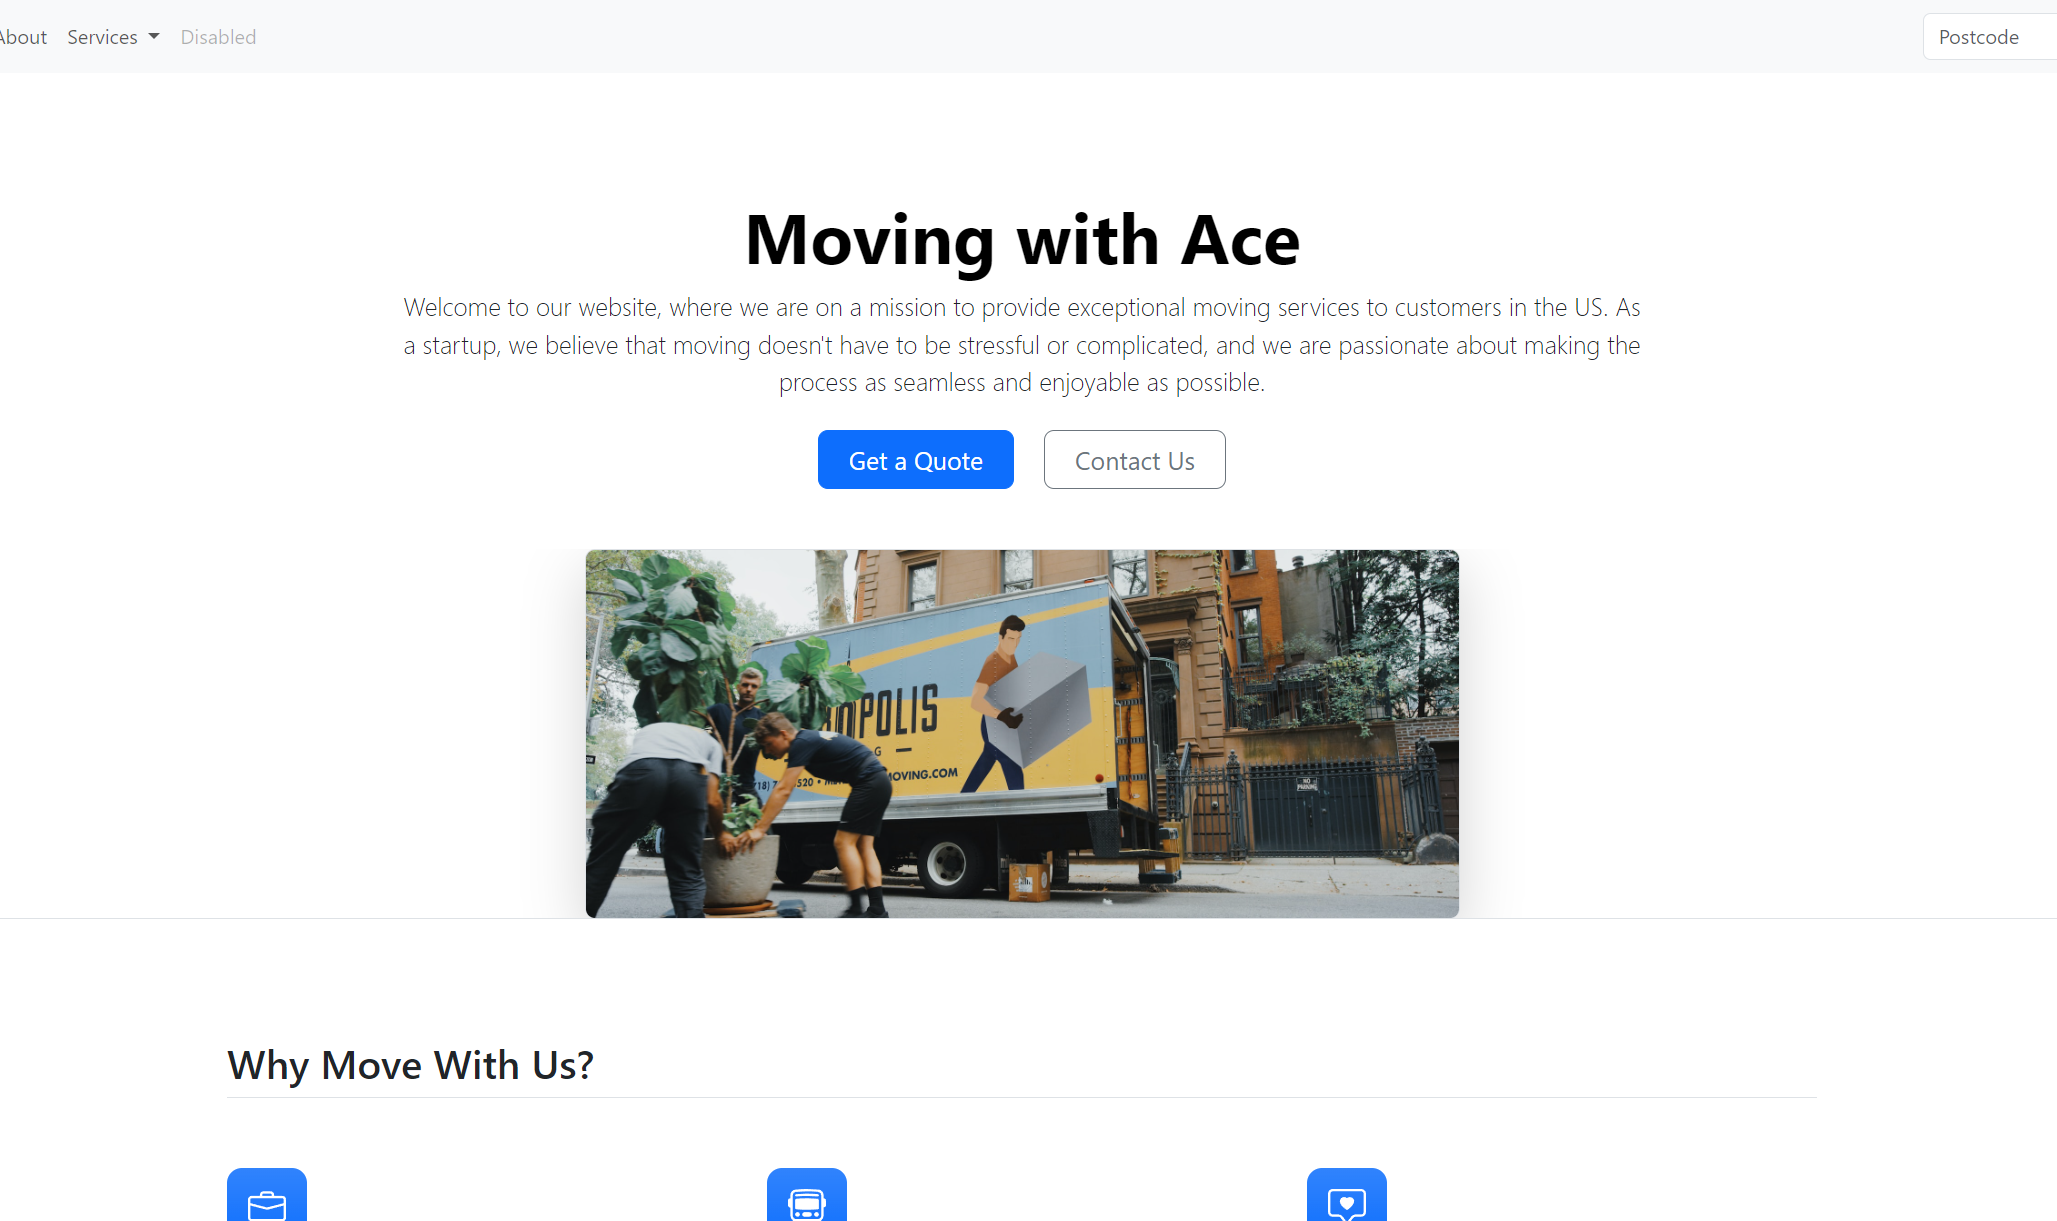 About Services Disabled Postcode
Moving with Ace
Welcome to our website, where we are on a mission to provide exceptional moving services to customers in the US. As
a startup, we believe that moving doesn't have to be stressful or complicated, and we are passionate about making the
process as seamless and enjoyable as possible.
Get a Quote Contact Us
POLIS
MOVING.COM
NO
PARKING
Why Move With Us?